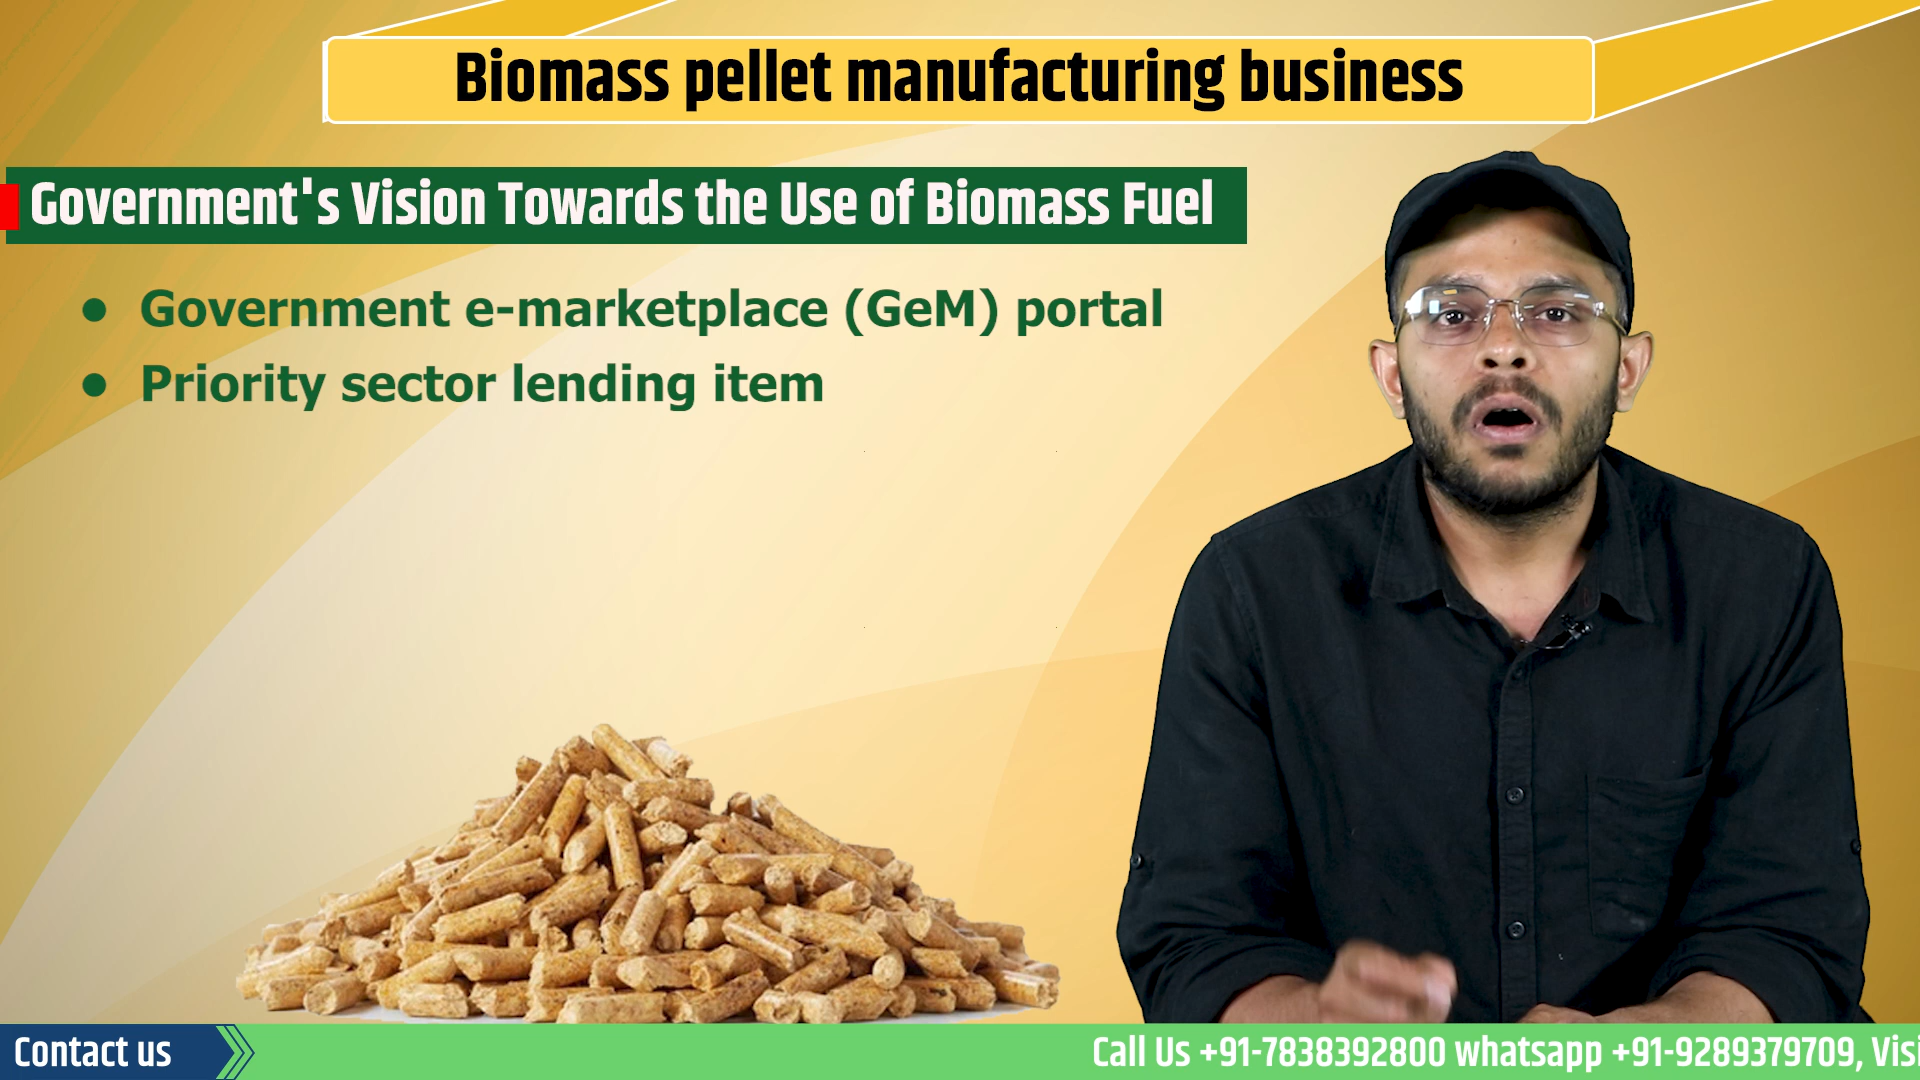 Biomass pellet manufacturing business
Government's Vision Towards the Use of Biomass Fuel
● Government e-marketplace (GeM) portal
● Priority sector lending item
Contact us
Call Us +91-7838392800 whatsapp +91-9289379709,